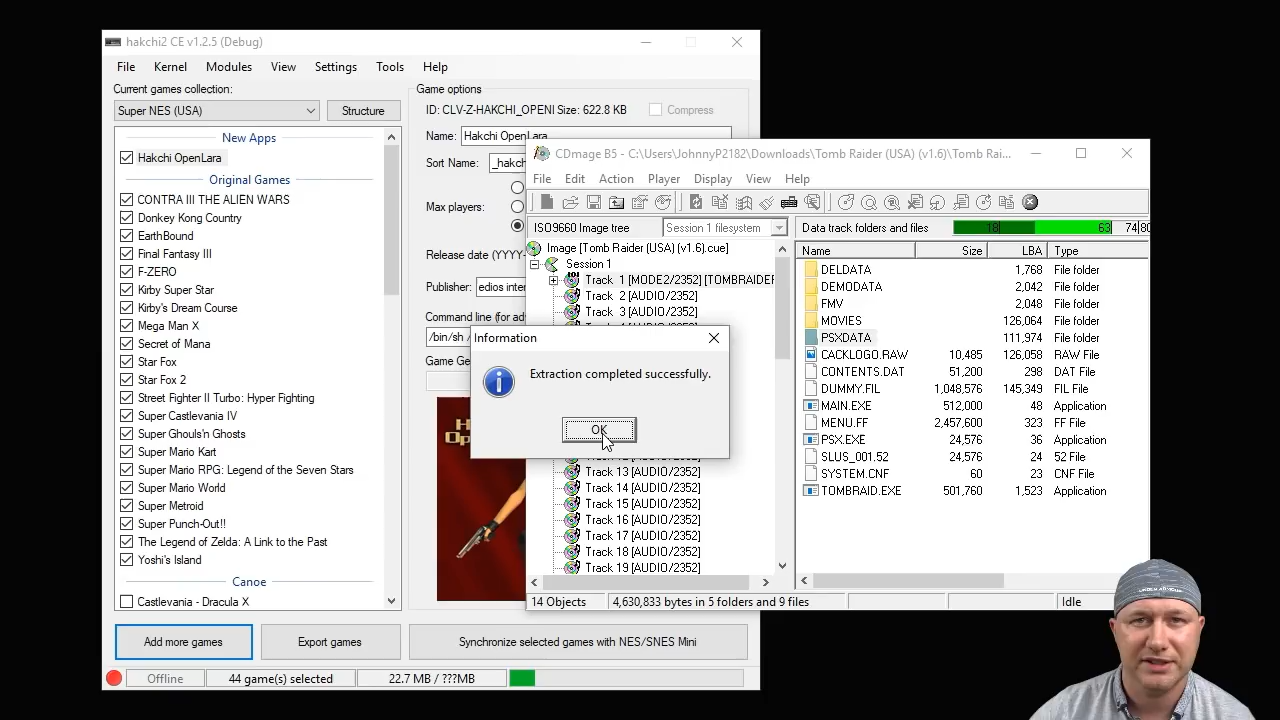 hakchi2 CE v1.2.5 (Debug)
File Kernel Modules View Settings Tools Help
Current games collection:
Super NES (USA)
Structure
New Apps
Hakchi OpenLara
Original Games
CONTRA III THE ALIEN WARS
Donkey Kong Country
EarthBound
Final Fantasy III
F-ZERO
Kirby Super Star
Kirby's Dream Course
Mega Man X
Secret of Mana
Star Fox
Star Fox 2
Street Fighter II Turbo: Hyper Fighting
Super Castlevania IV
Super Ghouls'n Ghosts
Super Mario Kart
Super Mario RPG: Legend of the Seven Stars
Super Mario World
Super Metroid
Super Punch-Out!!
The Legend of Zelda: A Link to the Past
Yoshi's Island
Canoe
Castlevania - Dracula X
Add more games
Export games
Synchronize selected games with NES/SNES Mini
Offline
44 game(s) selected
22.7 MB / ???MB
Game options
ID: CLV-Z-HAKCHI_OPENI Size: 622.8 KB
Compress
Name: Hakchi OpenLara
Sort Name: _hakch
Max players:
Release date (YYYY-
Publisher: edios inter
Command line (for ad
/bin/sh /
Game Ge
CDmage B5 - C:\Users\JohnnyP2182\Downloads\Tomb Raider (USA) (v1.6)\Tomb Rai...
File Edit Action Player Display View Help
ISO9660 Image tree
Session 1 filesystem
Image [Tomb Raider (USA) (v1.6).cue]
Session 1
Track 1 [MODE2/2352] [TOMBRAIDER
Track 2 [AUDIO/2352]
Track 3 [AUDIO/2352]
Track 13 [AUDIO/2352]
Track 14 [AUDIO/2352]
Track 15 [AUDIO/2352]
Track 16 [AUDIO/2352]
Track 17 [AUDIO/2352]
Track 18 [AUDIO/2352]
Track 19 [AUDIO/2352]
Data track folders and files
18 63 74 80
Name Size LBA Type
DELDATA 1,768 File folder
DEMODATA 2,042 File folder
FMV 2,048 File folder
MOVIES 126,064 File folder
PSXDATA 111,974 File folder
CACKLOGO.RAW 10,485 126,058 RAW File
CONTENTS.DAT 51,200 298 DAT File
DUMMY.FIL 1,048,576 145,349 FIL File
MAIN.EXE 512,000 48 Application
MENU.FF 2,457,600 323 FF File
PSX.EXE 24,576 36 Application
SLUS_001.52 24,576 24 52 File
SYSTEM.CNF 60 23 CNF File
TOMBRAID.EXE 501,760 1,523 Application
14 Objects
4,630,833 bytes in 5 folders and 9 files
Idle
Information
Extraction completed successfully.
OK
UNDER ARMOUR